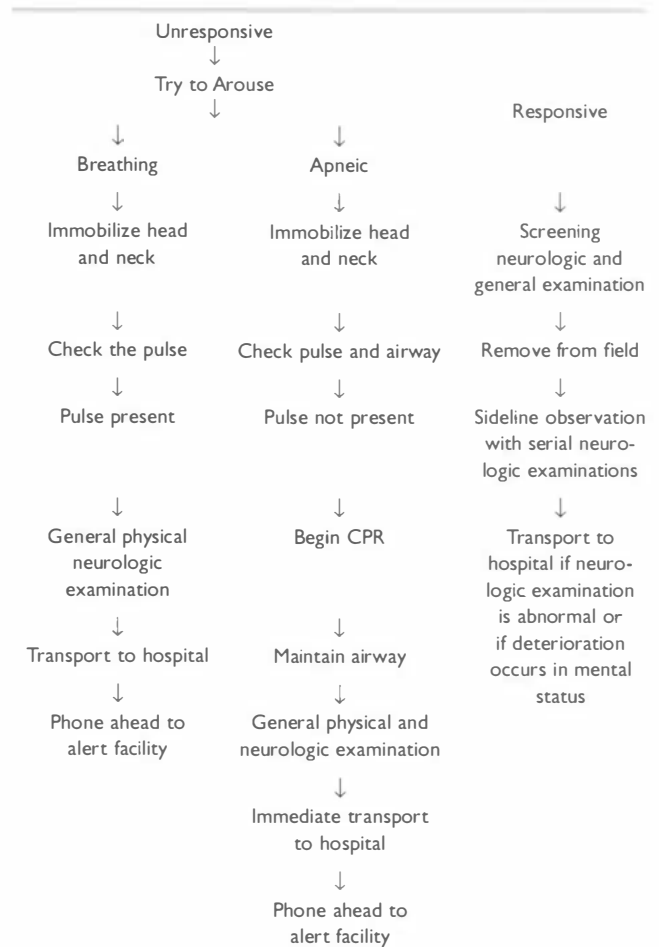 Unresponsive
↓
Try to Arouse
↓
↓
Breathing
↓
Immobilize head
and neck
↓
Check the pulse
↓
Pulse present
↓
General physical
neurologic
examination
↓
Transport to hospital
↓
Phone ahead to
alert facility
↓
Apneic
↓
Immobilize head
and neck
↓
Check pulse and airway
↓
Pulse not present
↓
Begin CPR
↓
Maintain airway
↓
General physical and
neurologic examination
↓
Immediate transport
to hospital
↓
Phone ahead to
alert facility
Responsive
↓
Screening
neurologic and
general examination
↓
Remove from field
↓
Sideline observation
with serial neuro-
logic examinations
↓
Transport to
hospital if neuro-
logic examination
is abnormal or
if deterioration
occurs in mental
status